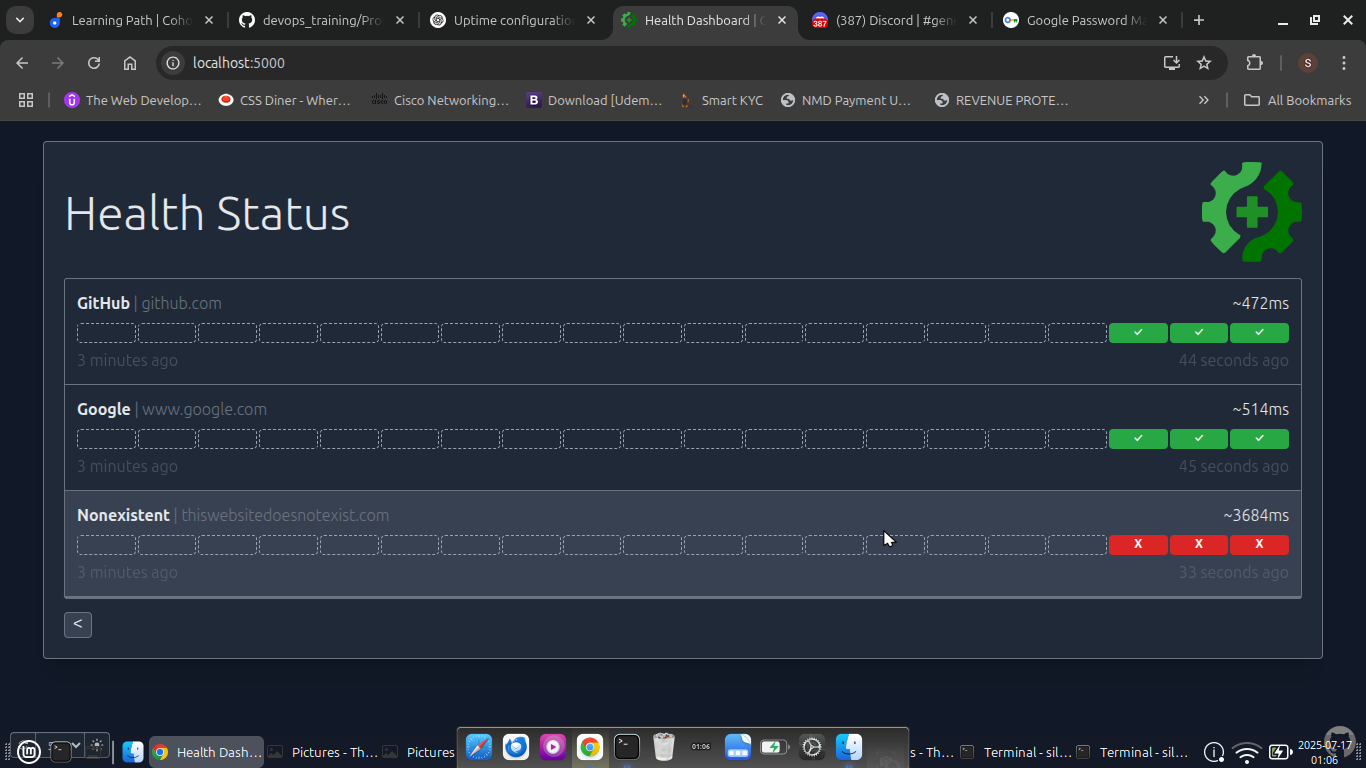 Learning Path | Coho
devops_training/Pro
Uptime configuratio
Health Dashboard | G
(387) Discord | #gen
Google Password Ma
localhost:5000
S
The Web Develop...
CSS Diner - Wher...
Cisco Networking...
Download [Udem...
Smart KYC
NMD Payment U...
REVENUE PROTE...
All Bookmarks
Health Status
GitHub | github.com
~472ms
3 minutes ago
44 seconds ago
Google | www.google.com
~514ms
3 minutes ago
45 seconds ago
Nonexistent | thiswebsitedoesnotexist.com
~3684ms
X X X
3 minutes ago
33 seconds ago
<
Health Dash...
Pictures - Th...
Pictures
01:06
s - Th...
Terminal - sil...
Terminal - sil...
2025-07-17
01:06